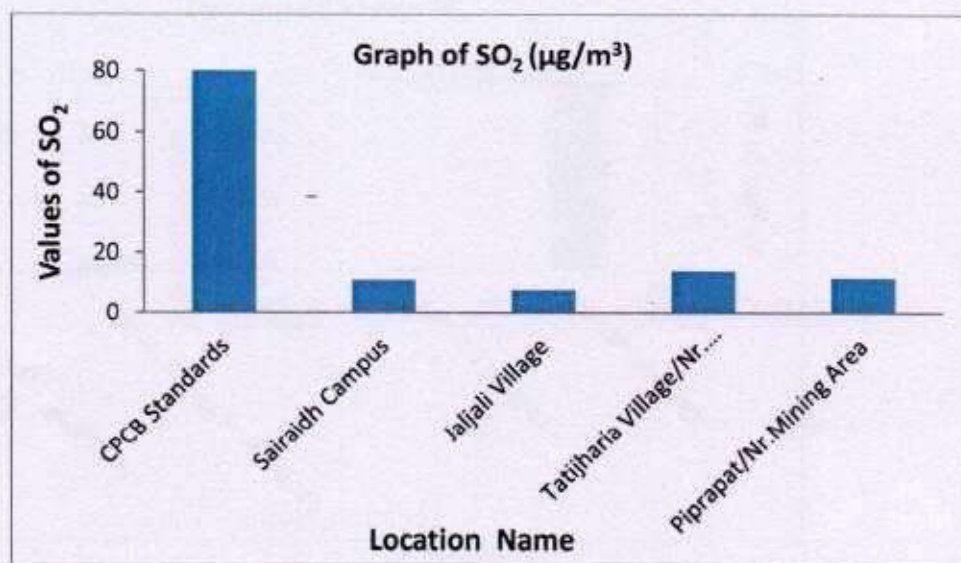 Graph of SO₂ (µg/m³)
Values of SO₂
80
60
40
20
0
CPCB Standards
Sairaidh Campus
Jaljali Village
Tatijharia Village/Nr....
Piprapat/Nr.Mining Area
Location Name